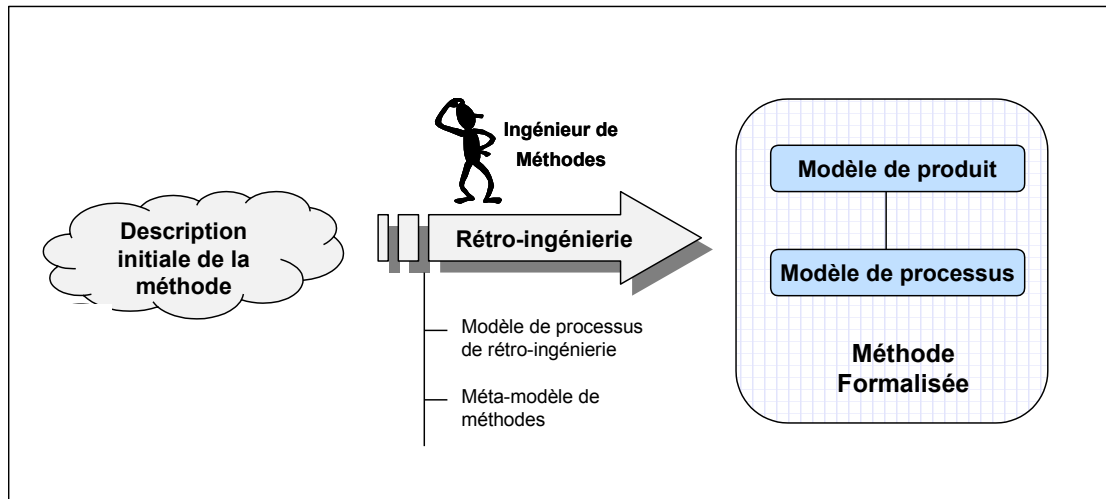 Description
initiale de la
méthode
Ingénieur de
Méthodes
Rétro-ingénierie
Modèle de processus
de rétro-ingénierie
Méta-modèle de
méthodes
Modèle de produit
Modèle de processus
Méthode
Formalisée